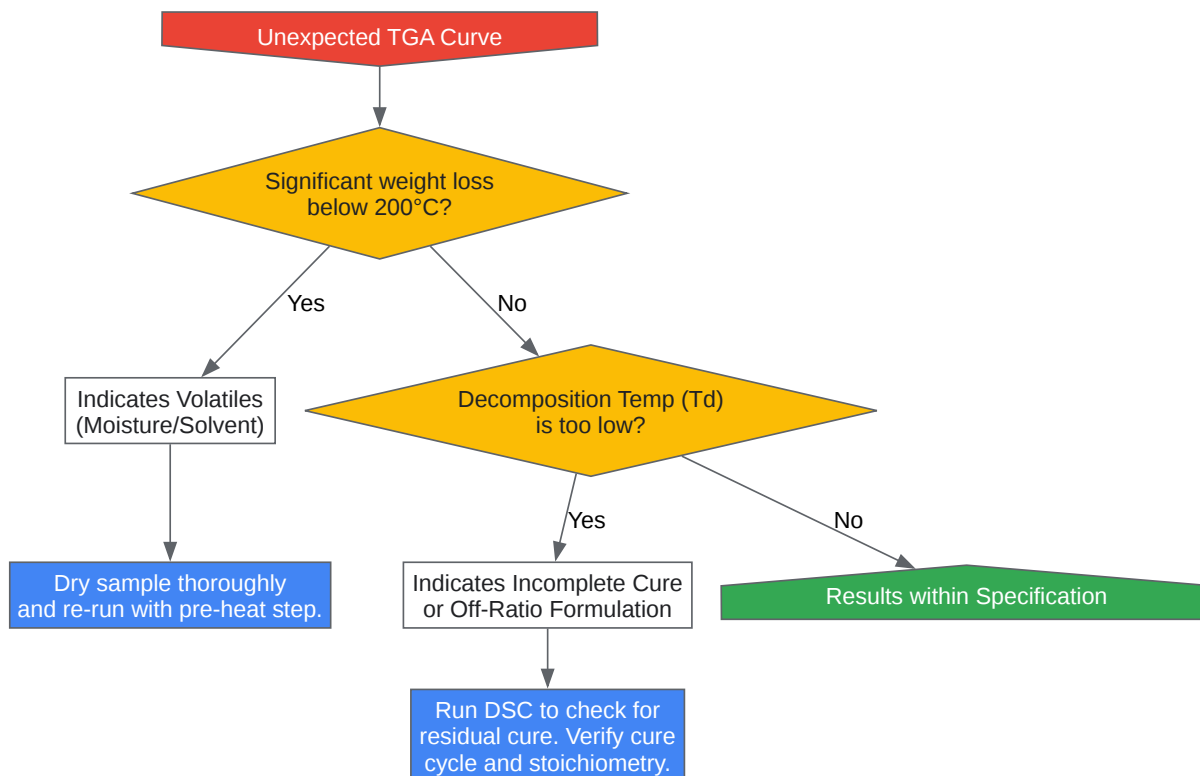 Unexpected TGA Curve
Significant weight loss
below 200°C?
Yes
No
Indicates Volatiles
(Moisture/Solvent)
Decomposition Temp (Td)
is too low?
Yes
No
Dry sample thoroughly
and re-run with pre-heat step.
Indicates Incomplete Cure
or Off-Ratio Formulation
Results within Specification
Run DSC to check for
residual cure. Verify cure
cycle and stoichiometry.